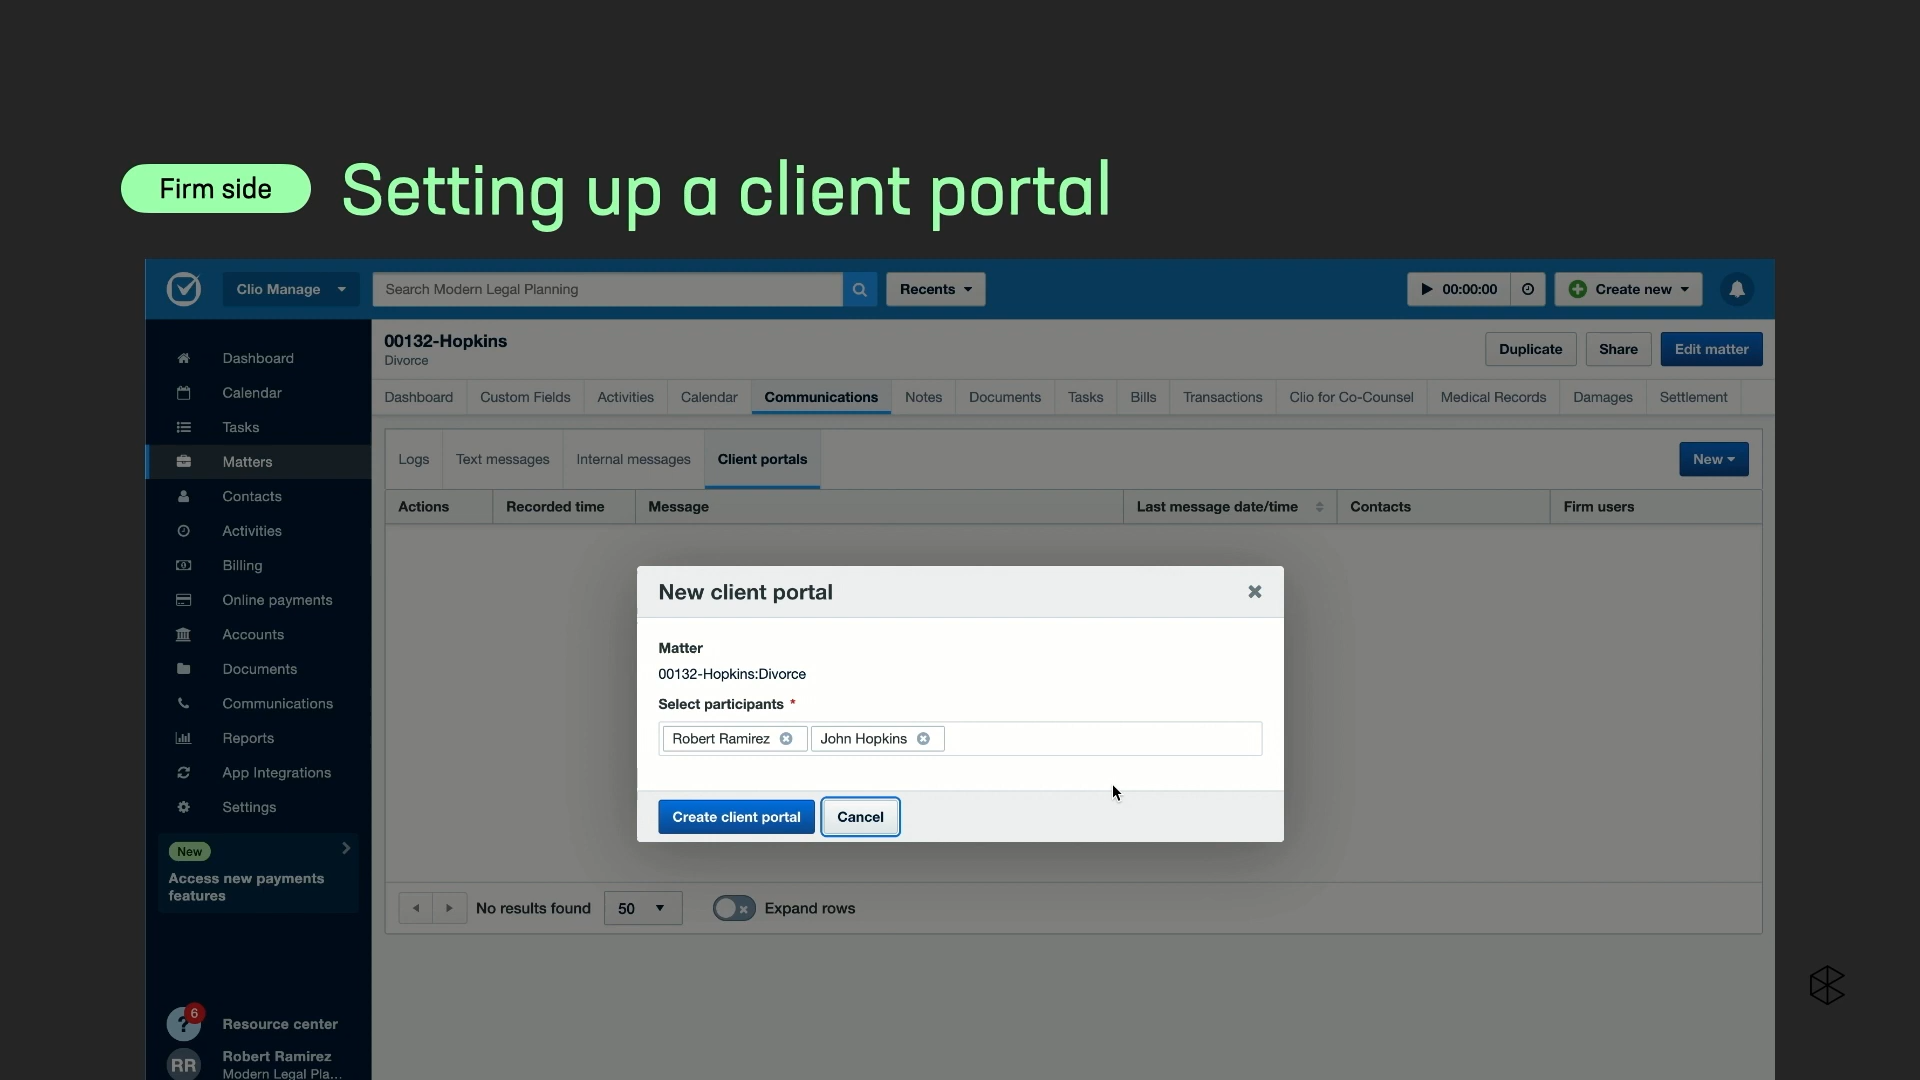 Firm side
Setting up a client portal
Clio Manage
Search Modern Legal Planning
Recents
00:00:00
Create new
00132-Hopkins
Divorce
Duplicate
Share
Edit matter
Dashboard
Calendar
Tasks
Matters
Contacts
Activities
Billing
Online payments
Accounts
Documents
Communications
Reports
App Integrations
Settings
New
Access new payments
features
6
?
Resource center
RR
Robert Ramirez
Modern Legal Pla...
Dashboard Custom Fields Activities Calendar Communications Notes Documents Tasks Bills Transactions Clio for Co-Counsel Medical Records Damages Settlement
Logs Text messages Internal messages Client portals
New
Actions Recorded time Message Last message date/time Contacts Firm users
New client portal
Matter
00132-Hopkins:Divorce
Select participants *
Robert Ramirez John Hopkins
Create client portal Cancel
No results found 50 Expand rows